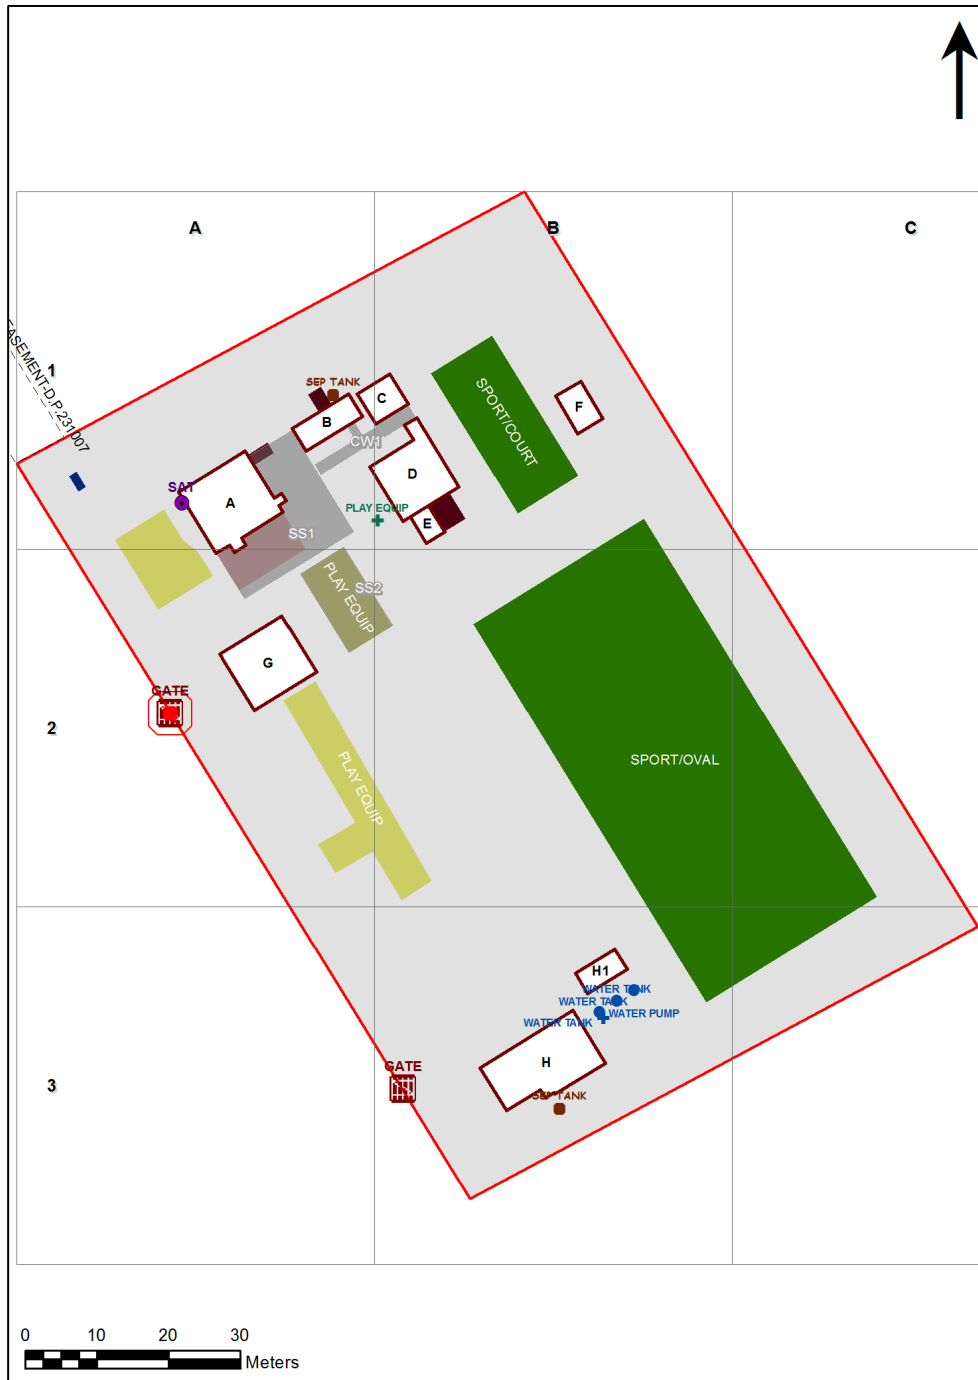 A
B
C
1
ASEMENT-D.P.231007
SEP TANK
C
B
F
CW1
SPORT/COURT
D
SAT
A
PLAY EQUIP
E
SS1
PLAY EQUIP
SS2
G
GATE
2
PLAY EQUIP
SPORT/OVAL
H1
WATER TANK
WATER TANK
WATER PUMP
WATER TANK
H
GATE
3
SEP TANK
0 10 20 30
Meters